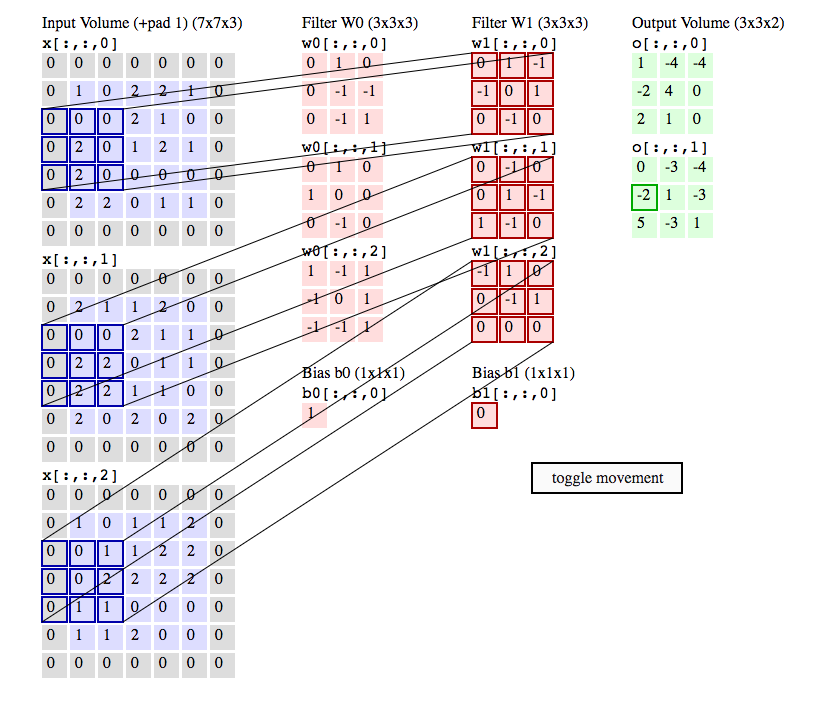 Input Volume (+pad 1) (7x7x3)
x[:,:,0]
0 0 0 0 0 0 0
0 1 0 2 2 1 0
0 0 0 2 1 0 0
0 2 0 1 2 1 0
0 2 0 0 0 0 0
0 2 2 0 1 1 0
0 0 0 0 0 0 0
x[:,:,1]
0 0 0 0 0 0 0
0 2 1 1 2 0 0
0 0 0 2 1 1 0
0 2 2 0 1 1 0
0 2 2 1 1 0 0
0 2 0 2 0 2 0
0 0 0 0 0 0 0
x[:,:,2]
0 0 0 0 0 0 0
0 1 0 1 1 2 0
0 0 1 1 2 2 0
0 0 2 2 2 2 0
0 1 1 0 0 0 0
0 1 1 2 0 0 0
0 0 0 0 0 0 0
Filter W0 (3x3x3)
w0[:,:,0]
0 1 0
0 -1 -1
0 -1 1
w0[:,:,1]
0 1 0
1 0 0
0 -1 0
w0[:,:,2]
1 -1 1
-1 0 1
-1 -1 1
Bias b0 (1x1x1)
b0[:,:,0]
1
Filter W1 (3x3x3)
w1[:,:,0]
0 1 -1
-1 0 1
0 -1 0
w1[:,:,1]
0 -1 0
0 1 -1
1 -1 0
w1[:,:,2]
-1 1 0
0 -1 1
0 0 0
Bias b1 (1x1x1)
b1[:,:,0]
0
Output Volume (3x3x2)
o[:,:,0]
1 -4 -4
-2 4 0
2 1 0
o[:,:,1]
0 -3 -4
-2 1 -3
5 -3 1
toggle movement